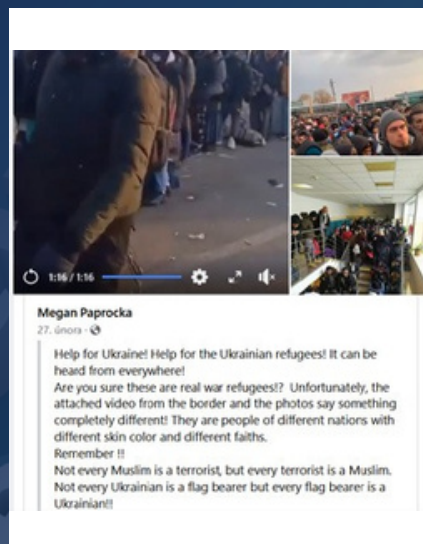 1:16 / 1:16
Megan Paprocka
27. února ·
Help for Ukraine! Help for the Ukrainian refugees! It can be
heard from everywhere!
Are you sure these are real war refugees!? Unfortunately, the
attached video from the border and the photos say something
completely different! They are people of different nations with
different skin color and different faiths.
Remember !!
Not every Muslim is a terrorist, but every terrorist is a Muslim.
Not every Ukrainian is a flag bearer but every flag bearer is a
Ukrainian!!